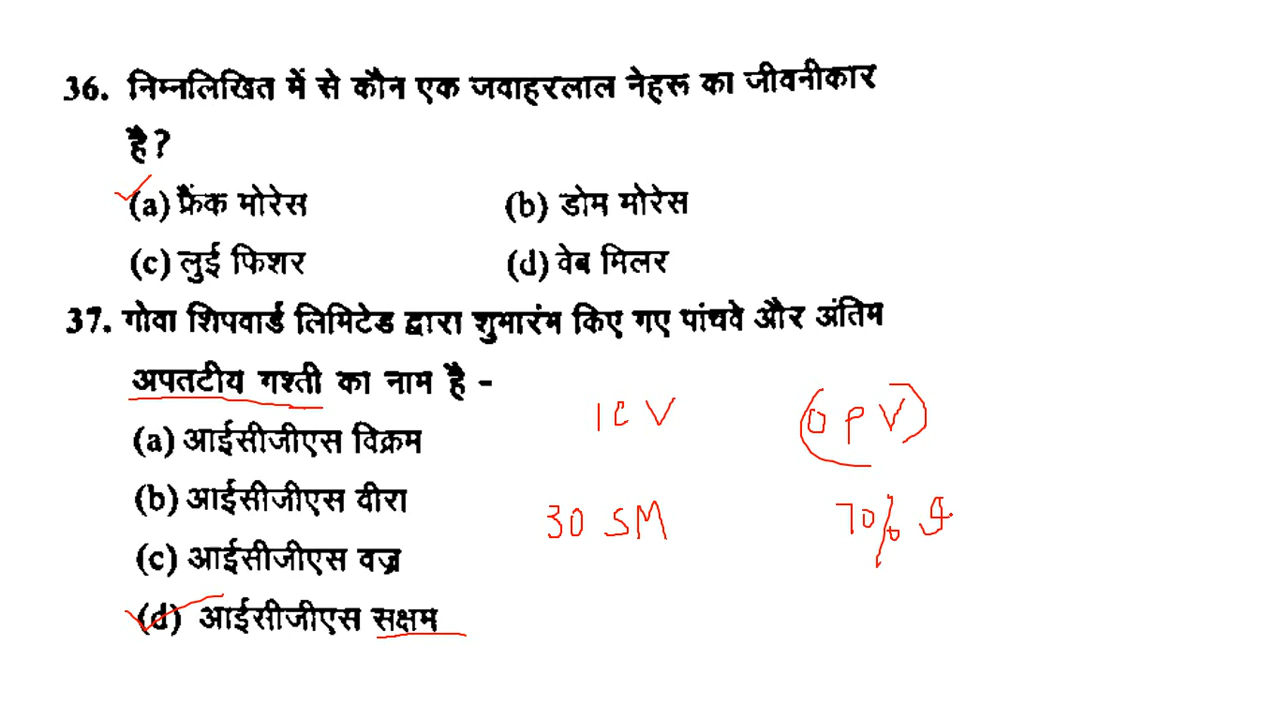 36. निम्नलिखित में से कौन एक जवाहरलाल नेहरू का जीवनीकार
है?
(a) फ्रैंक मोरेस (b) डोम मोरेस
(c) लुई फिशर (d) वेब मिलर
37. गोवा शिपयार्ड लिमिटेड द्वारा शुभारंभ किए गए पांचवे और अंतिम
अपतटीय गश्ती का नाम है -
ICV (OPV)
(a) आईसीजीएस विक्रम
(b) आईसीजीएस वीरा
30 SM 70%
(c) आईसीजीएस वज्र
(d) आईसीजीएस सक्षम